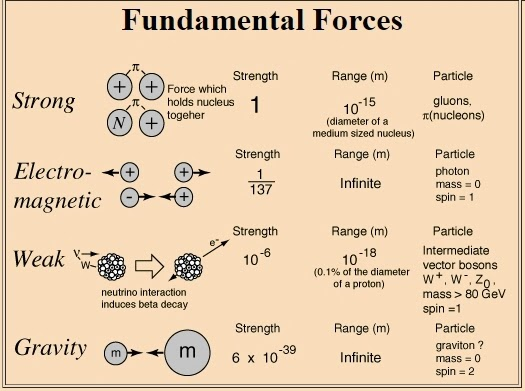 Fundamental Forces
Strong
π
+ +
π
N +
Force which
holds nucleus
togeher
Strength
1
Range (m)
10^-15
(diameter of a
medium sized nucleus)
Particle
gluons,
π(nucleons)
Electro-
magnetic
+ +
- +
Strength
1
137
Range (m)
Infinite
Particle
photon
mass = 0
spin = 1
Weak
ν
W
e-
neutrino interaction
induces beta decay
Strength
10^-6
Range (m)
10^-18
(0.1% of the diameter
of a proton)
Particle
Intermediate
vector bosons
W+, W-, Z0,
mass > 80 GeV
spin =1
Gravity
m m
Strength
6 x 10^-39
Range (m)
Infinite
Particle
graviton ?
mass = 0
spin = 2